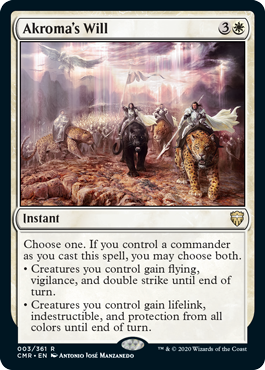 Akroma's Will 3
Instant
Choose one. If you control a commander
as you cast this spell, you may choose both.
• Creatures you control gain flying,
vigilance, and double strike until end of
turn.
• Creatures you control gain lifelink,
indestructible, and protection from all
colors until end of turn.
003/361 R
CMR • EN Antonio José Manzanedo
™ & © 2020 Wizards of the Coast